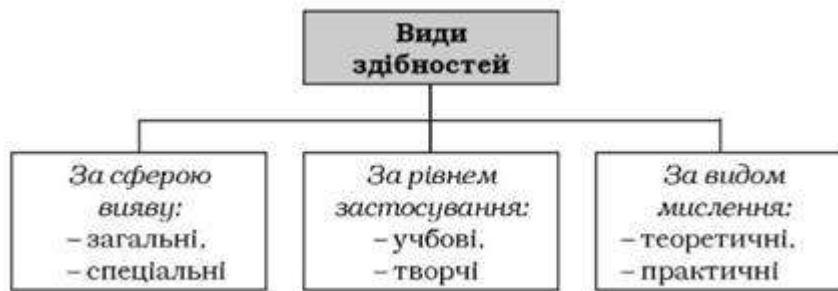 Види
здібностей
За сферою
вияву:
– загальні,
– спеціальні
За рівнем
застосування:
– учбові,
– творчі
За видом
мислення:
– теоретичні,
– практичні